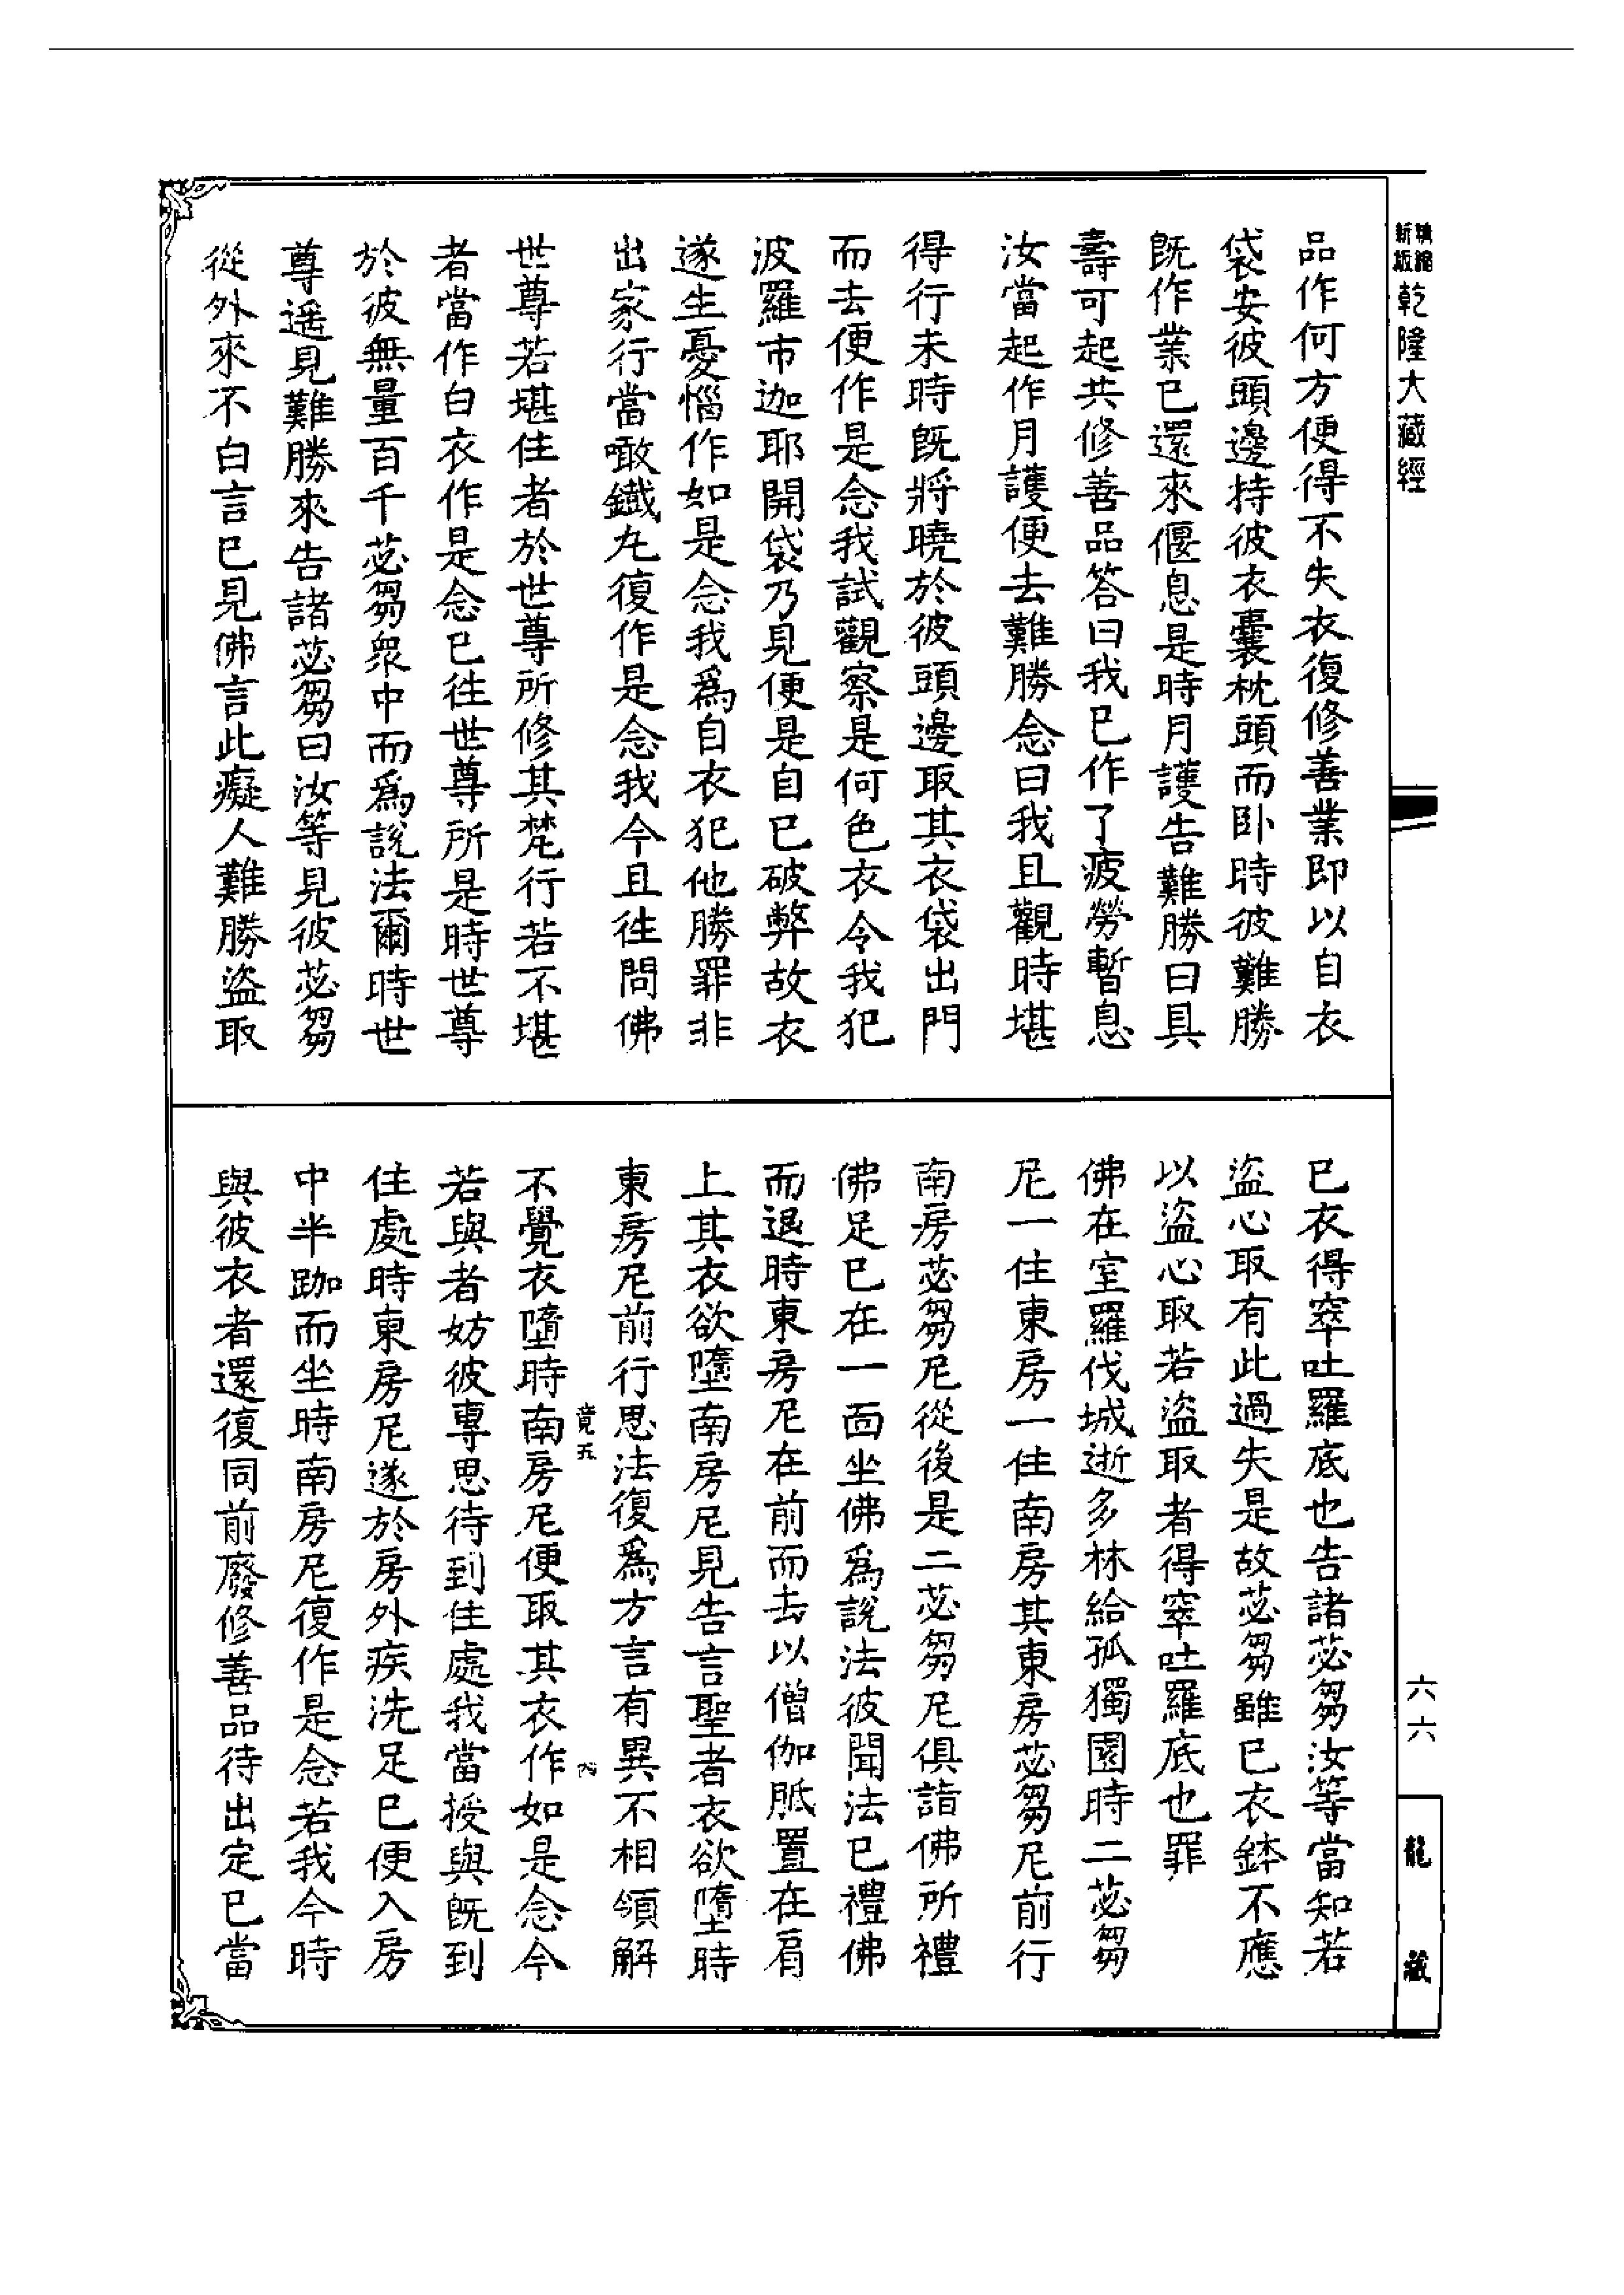 精縮
新版
乾隆大藏經
品作何方便得不失衣復修善業即以自衣
袋安彼頭邊持彼衣囊枕頭而卧時彼難勝
既作業已還來偃息是時月護告難勝曰具
壽可起共修善品答曰我已作了疲勞暫息
汝當起作月護便去難勝念曰我且觀時堪
得行未時既將曉於彼頭邊取其衣袋出門
而去便作是念我試觀察是何色衣令我犯
波羅市迦耶開袋乃見便是自已破弊故衣
遂生憂惱作如是念我為自衣犯他勝罪非
出家行當噉鐵丸復作是念我今且往問佛
世尊若堪住者於世尊所修其梵行若不堪
者當作白衣作是念已往世尊所是時世尊
於彼無量百千苾芻衆中而為說法爾時世
尊遥見難勝來告諸苾芻曰汝等見彼苾芻
從外來不白言已見佛言此癡人難勝盜取
已衣得窣吐羅底也告諸苾芻汝等當知若
盜心取有此過失是故苾芻雖已衣鉢不應
以盜心取若盜取者得窣吐羅底也罪
佛在室羅伐城逝多林給孤獨園時二苾芻
尼一住東房一住南房其東房苾芻尼前行
南房苾芻尼從後是二苾芻尼俱詣佛所禮
佛足已在一面坐佛為說法彼聞法已禮佛
而退時東房尼在前而去以僧伽胝置在肩
上其衣欲墮南房尼見告言聖者衣欲墮時
東房尼前行思法復為方言有異不相領解
竟五
不覺衣墮時南房尼便取其衣作如是念今
若與者妨彼專思待到住處我當授與既到
住處時東房尼遂於房外疾洗足已便入房
中半跏而坐時南房尼復作是念若我今時
與彼衣者還復同前廢修善品待出定已當
六六
龍藏